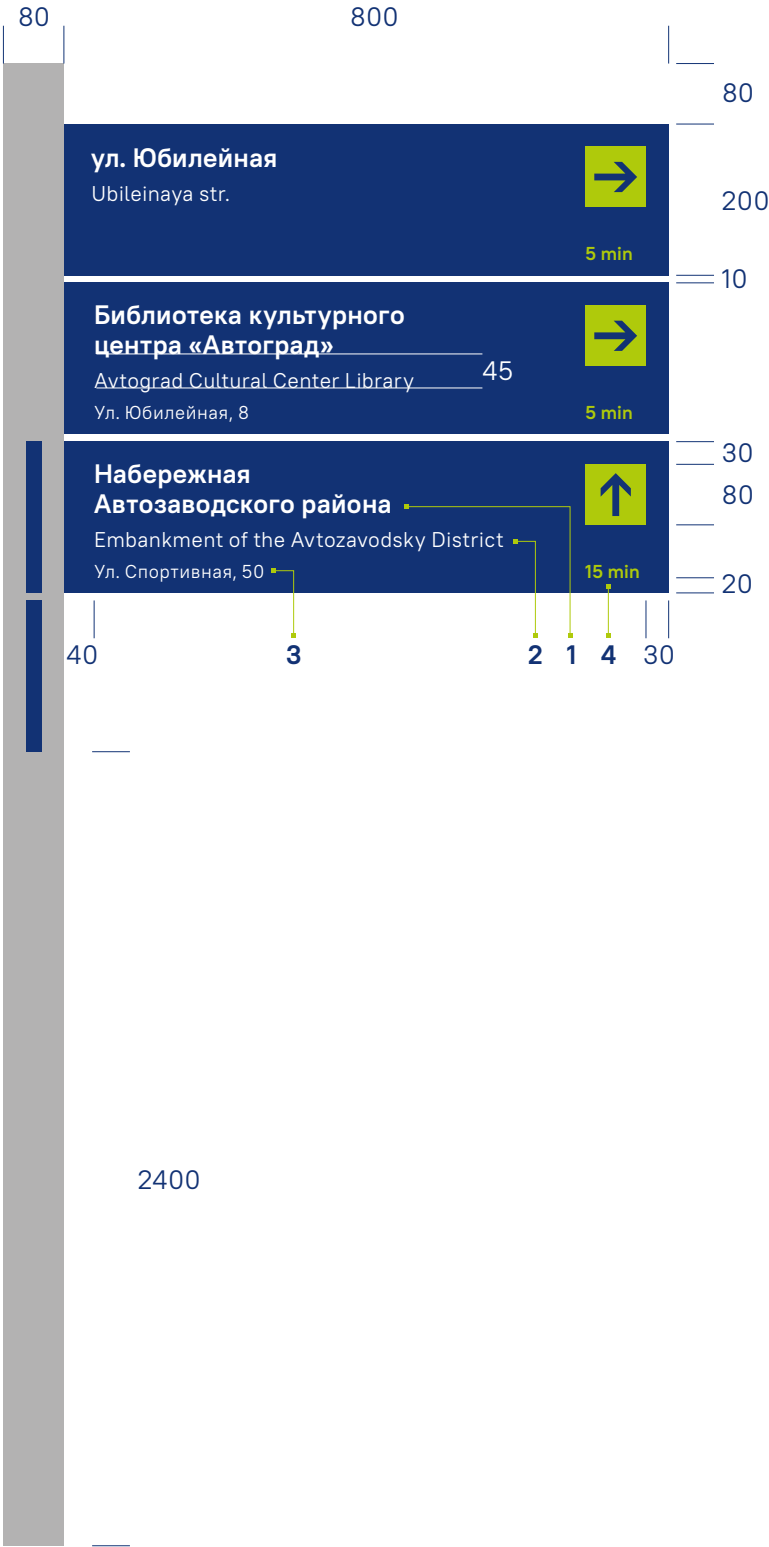 80
800
80
ул. Юбилейная
Ubileinaya str.
200
5 min
10
Библиотека культурного
центра «Автоград»
Avtograd Cultural Center Library
45
Ул. Юбилейная, 8
5 min
30
Набережная
80
Автозаводского района
Embankment of the Avtozavodsky District
Ул. Спортивная, 50
15 min
20
40
3
2
1
4
30
2400